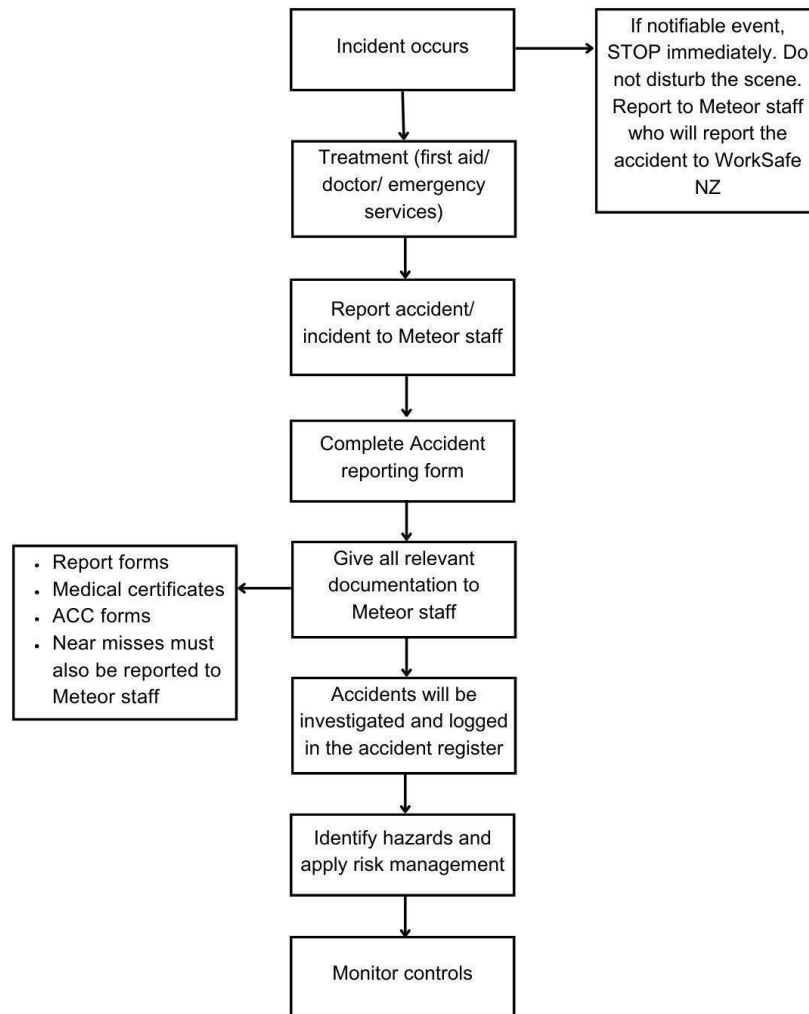 Incident occurs
If notifiable event,
STOP immediately. Do
not disturb the scene.
Report to Meteor staff
who will report the
accident to WorkSafe
NZ
Treatment (first aid/
doctor/ emergency
services)
Report accident/
incident to Meteor staff
Complete Accident
reporting form
Give all relevant
documentation to
Meteor staff
• Report forms
• Medical certificates
• ACC forms
• Near misses must
also be reported to
Meteor staff
Accidents will be
investigated and logged
in the accident register
Identify hazards and
apply risk management
Monitor controls